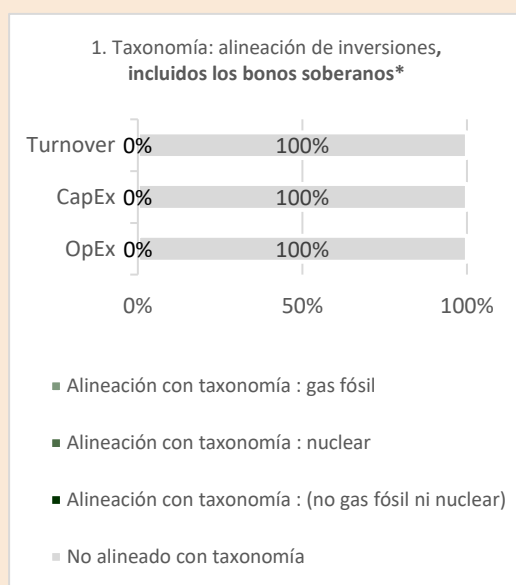 1. Taxonomía: alineación de inversiones,
incluidos los bonos soberanos*
Turnover 0% 100%
CapEx 0% 100%
OpEx 0% 100%
0% 50% 100%
Alineación con taxonomía : gas fósil
Alineación con taxonomía : nuclear
Alineación con taxonomía : (no gas fósil ni nuclear)
No alineado con taxonomía